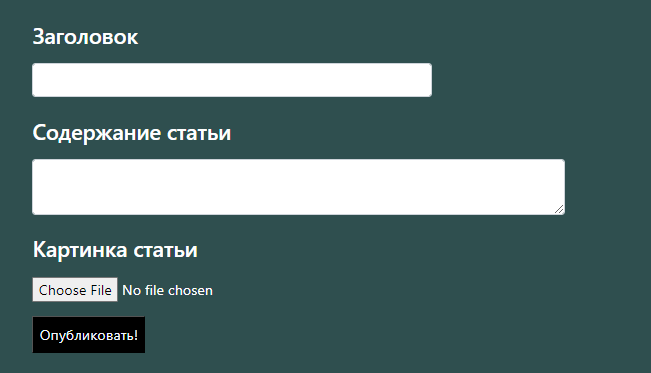 Заголовок
Содержание статьи
Картинка статьи
Choose File No file chosen
Опубликовать!